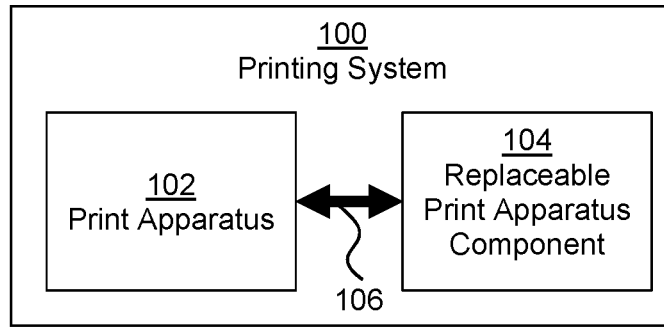 100
Printing System
102
Print Apparatus
104
Replaceable
Print Apparatus
Component
106